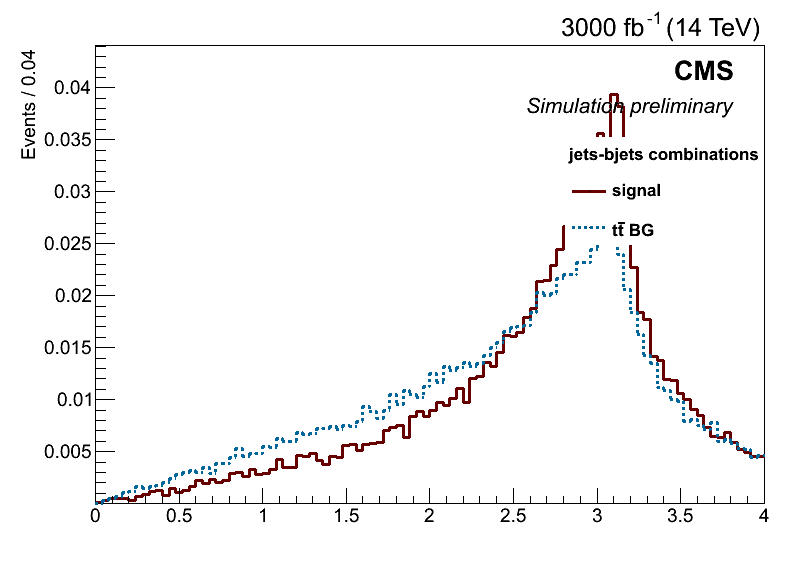 3000 fb⁻¹ (14 TeV)
Events / 0.04
CMS
Simulation preliminary
jets-bjets combinations
signal
tt̄ BG
0.04
0.035
0.03
0.025
0.02
0.015
0.01
0.005
0 0.5 1 1.5 2 2.5 3 3.5 4